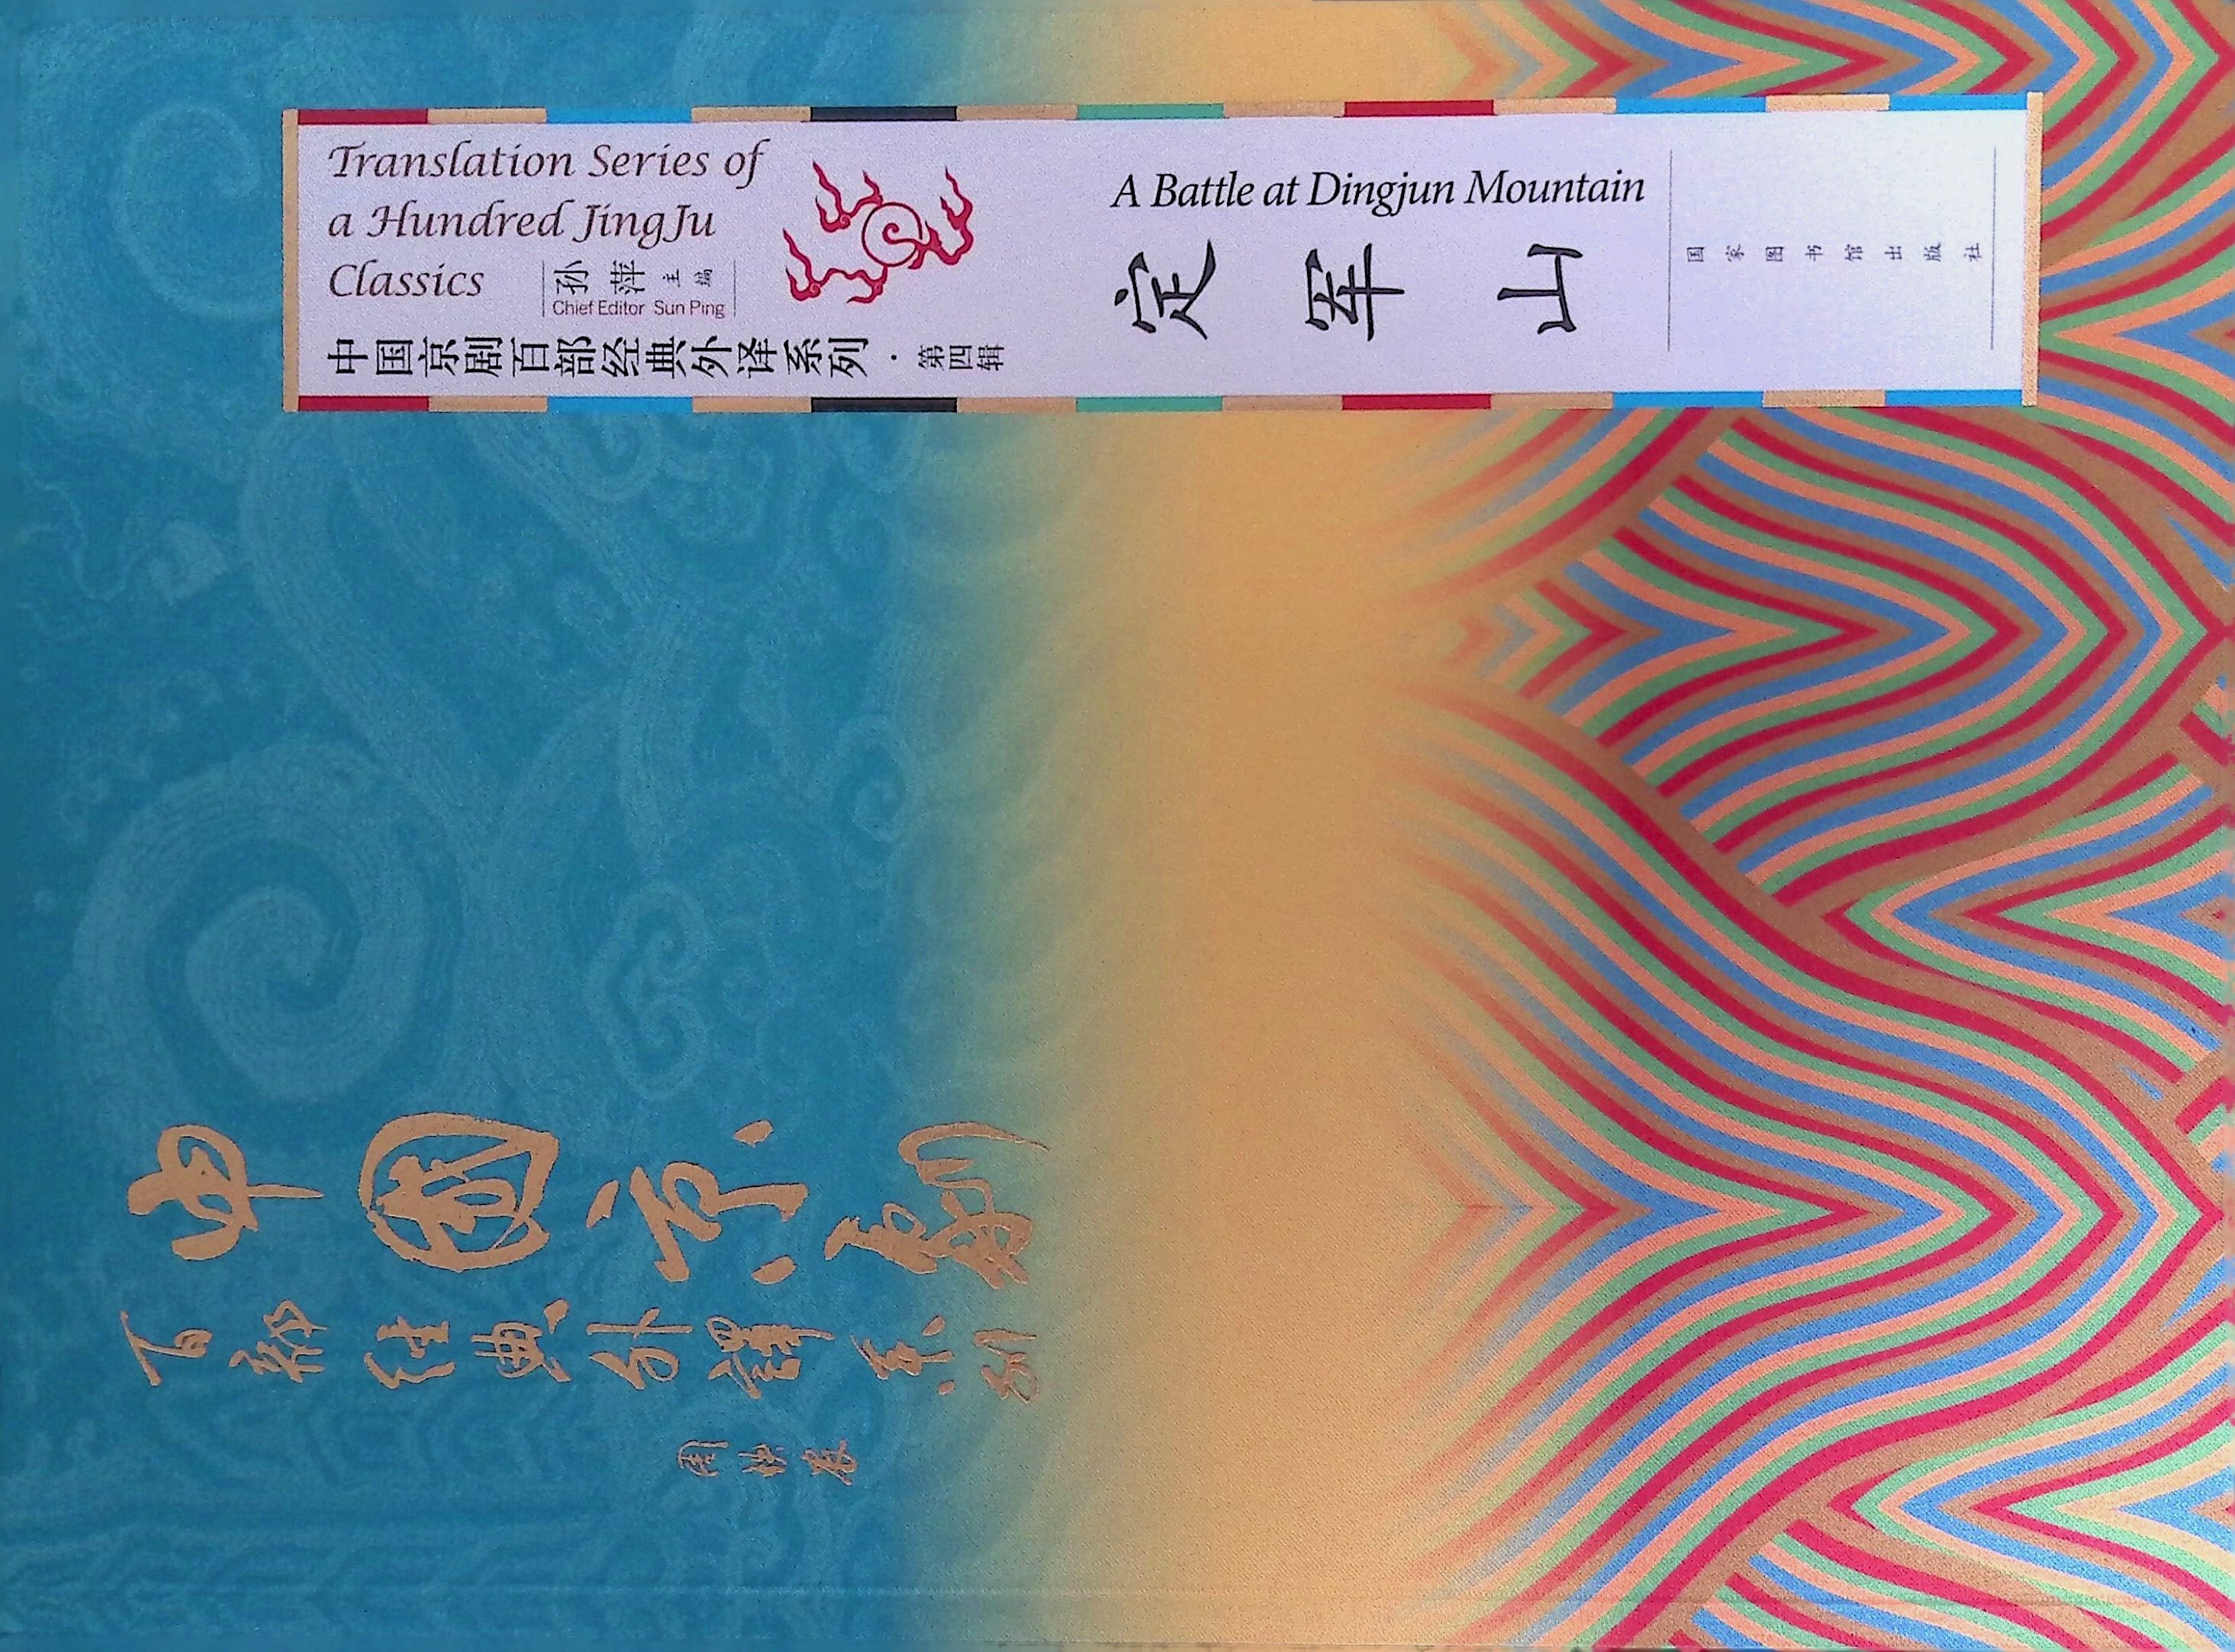 Translation Series of
a Hundred JingJu
Classics
孙萍 主编
Chief Editor Sun Ping
中国京剧百部经典外译系列·第四辑
A Battle at Dingjun Mountain
定军山
国家图书馆出版社
中國京劇
百部经典外譯系列